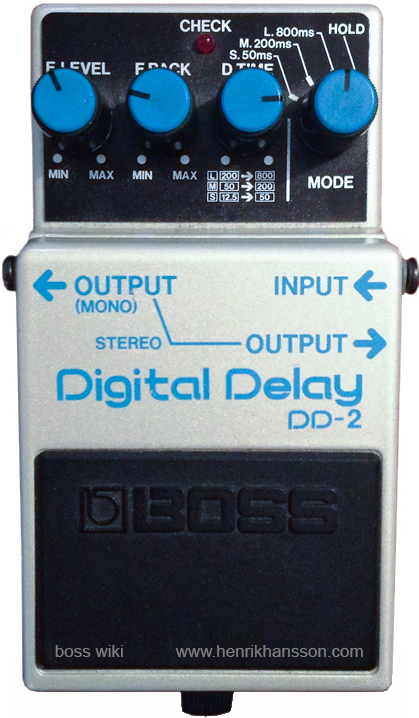 CHECK
L. 800ms HOLD
M. 200ms
S. 50ms
E.LEVEL F.BACK D.TIME
MIN MAX MIN MAX
L 200 → 800
M 50 → 200
S 12.5 → 50
MODE
← OUTPUT INPUT ←
(MONO)
STEREO OUTPUT →
Digital Delay
DD-2
BOSS
boss wiki www.henrikhansson.com